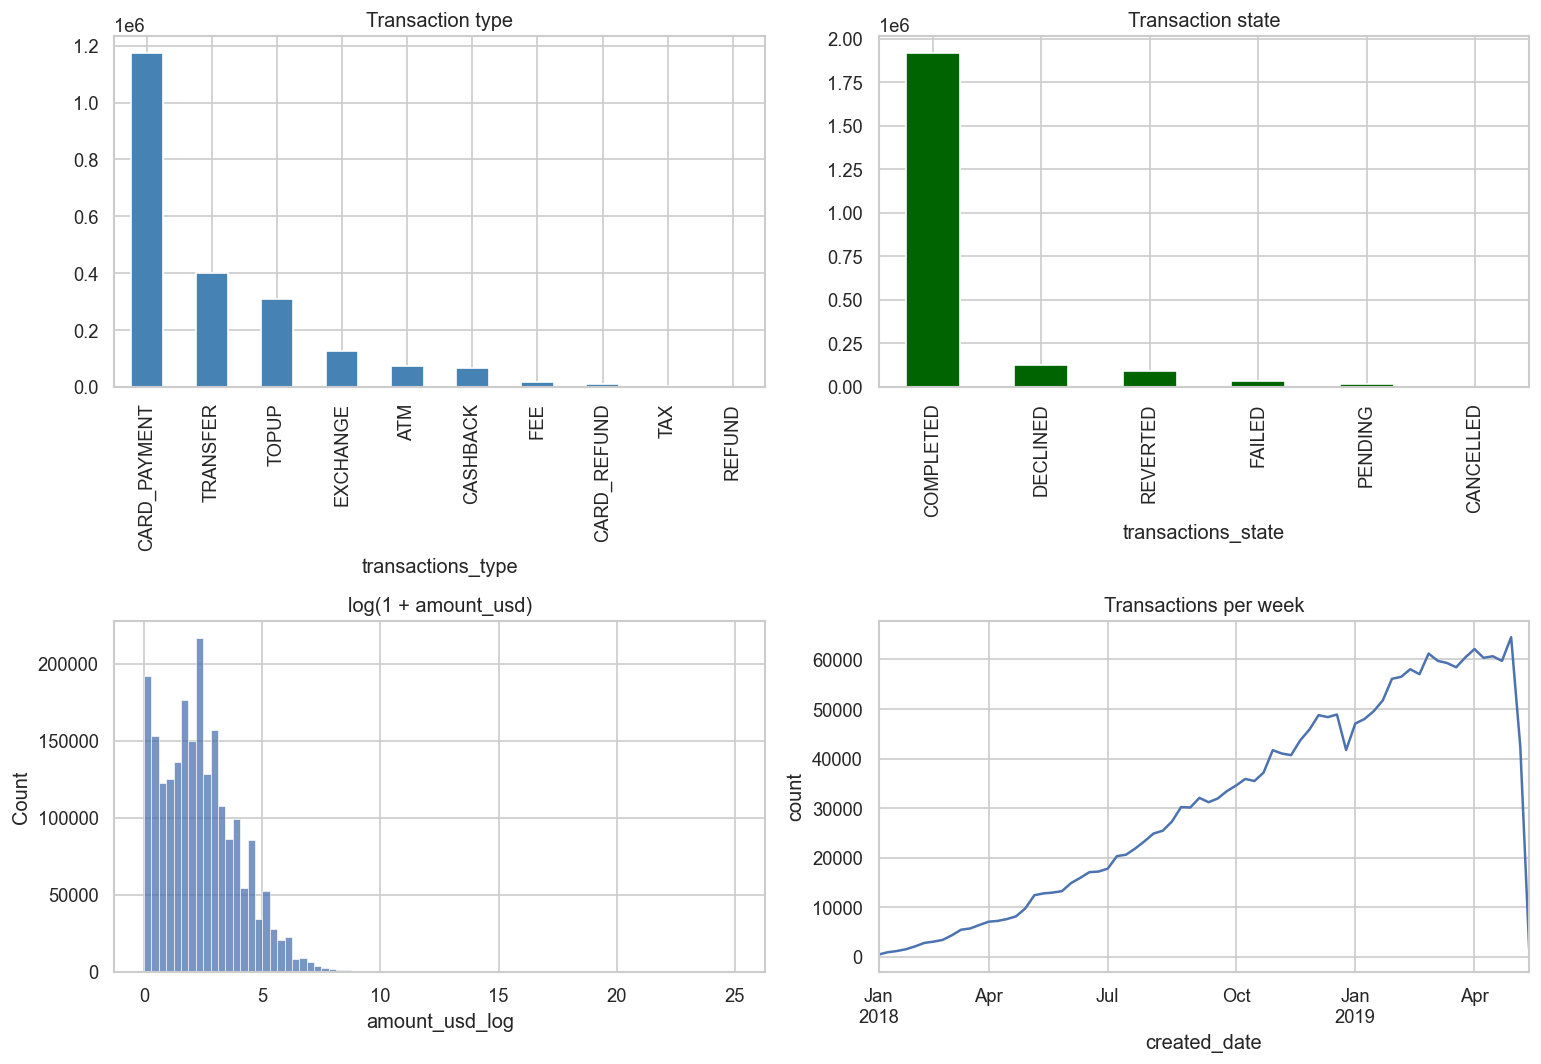 Transaction type
1e6
1.2
1.0
0.8
0.6
0.4
0.2
0.0
CARD_PAYMENT
TRANSFER
TOPUP
EXCHANGE
ATM
CASHBACK
FEE
CARD_REFUND
TAX
REFUND
transactions_type
Transaction state
1e6
2.00
1.75
1.50
1.25
1.00
0.75
0.50
0.25
0.00
COMPLETED
DECLINED
REVERTED
FAILED
PENDING
CANCELLED
transactions_state
log(1 + amount_usd)
Count
200000
150000
100000
50000
0
0 5 10 15 20 25
amount_usd_log
Transactions per week
count
60000
50000
40000
30000
20000
10000
0
Jan Apr Jul Oct Jan Apr
2018 2019
created_date